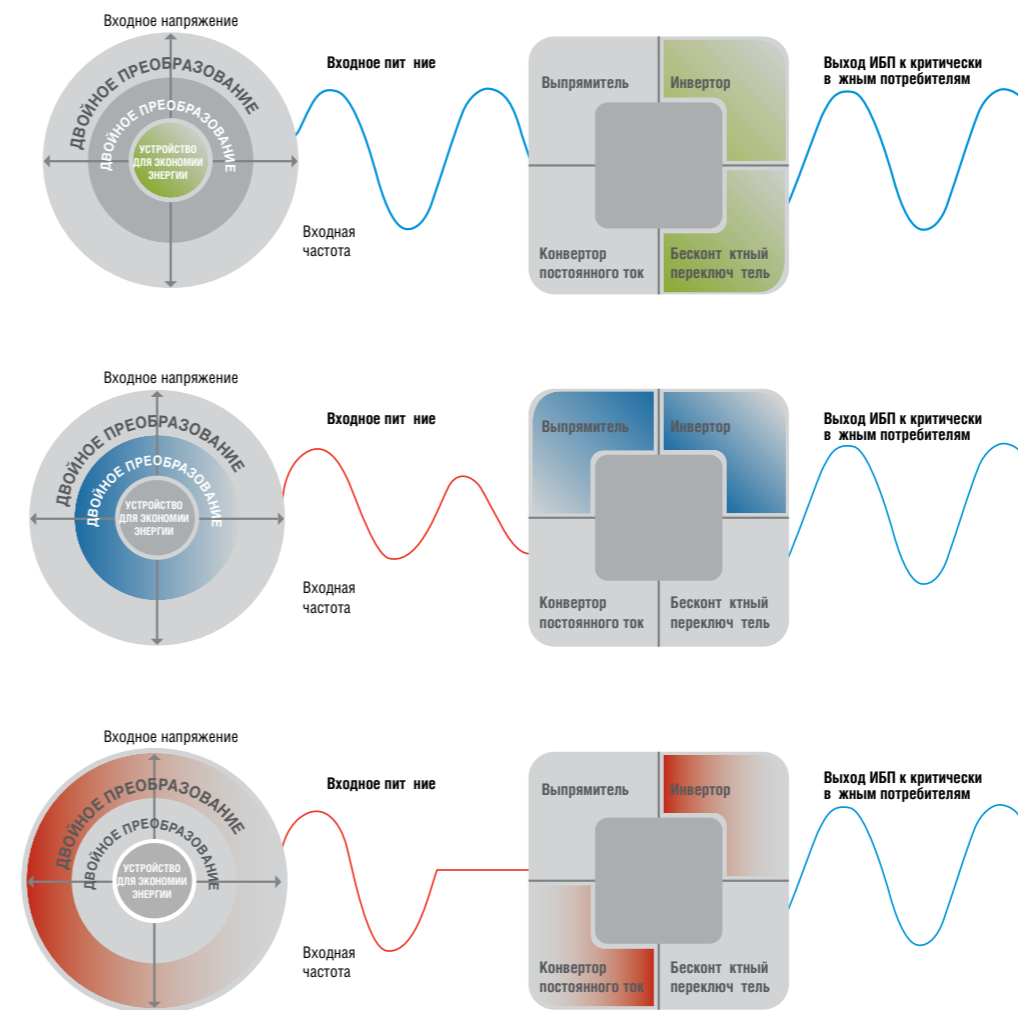 Входное напряжение
ДВОЙНОЕ ПРЕОБРАЗОВАНИЕ
ДВОЙНОЕ ПРЕОБРАЗОВАНИЕ
УСТРОЙСТВО
ДЛЯ ЭКОНОМИИ
ЭНЕРГИИ
Входная
частота
Входное пит ние
Выпрямитель
Инвертор
Конвертор
постоянного ток
Бесконт ктный
переключ тель
Выход ИБП к критически
в жным потребителям
Входное напряжение
ДВОЙНОЕ ПРЕОБРАЗОВАНИЕ
ДВОЙНОЕ ПРЕОБРАЗОВАНИЕ
УСТРОЙСТВО
ДЛЯ ЭКОНОМИИ
ЭНЕРГИИ
Входная
частота
Входное пит ние
Выпрямитель
Инвертор
Конвертор
постоянного ток
Бесконт ктный
переключ тель
Выход ИБП к критически
в жным потребителям
Входное напряжение
ДВОЙНОЕ ПРЕОБРАЗОВАНИЕ
ДВОЙНОЕ ПРЕОБРАЗОВАНИЕ
УСТРОЙСТВО
ДЛЯ ЭКОНОМИИ
ЭНЕРГИИ
Входная
частота
Входное пит ние
Выпрямитель
Инвертор
Конвертор
постоянного ток
Бесконт ктный
переключ тель
Выход ИБП к критически
в жным потребителям